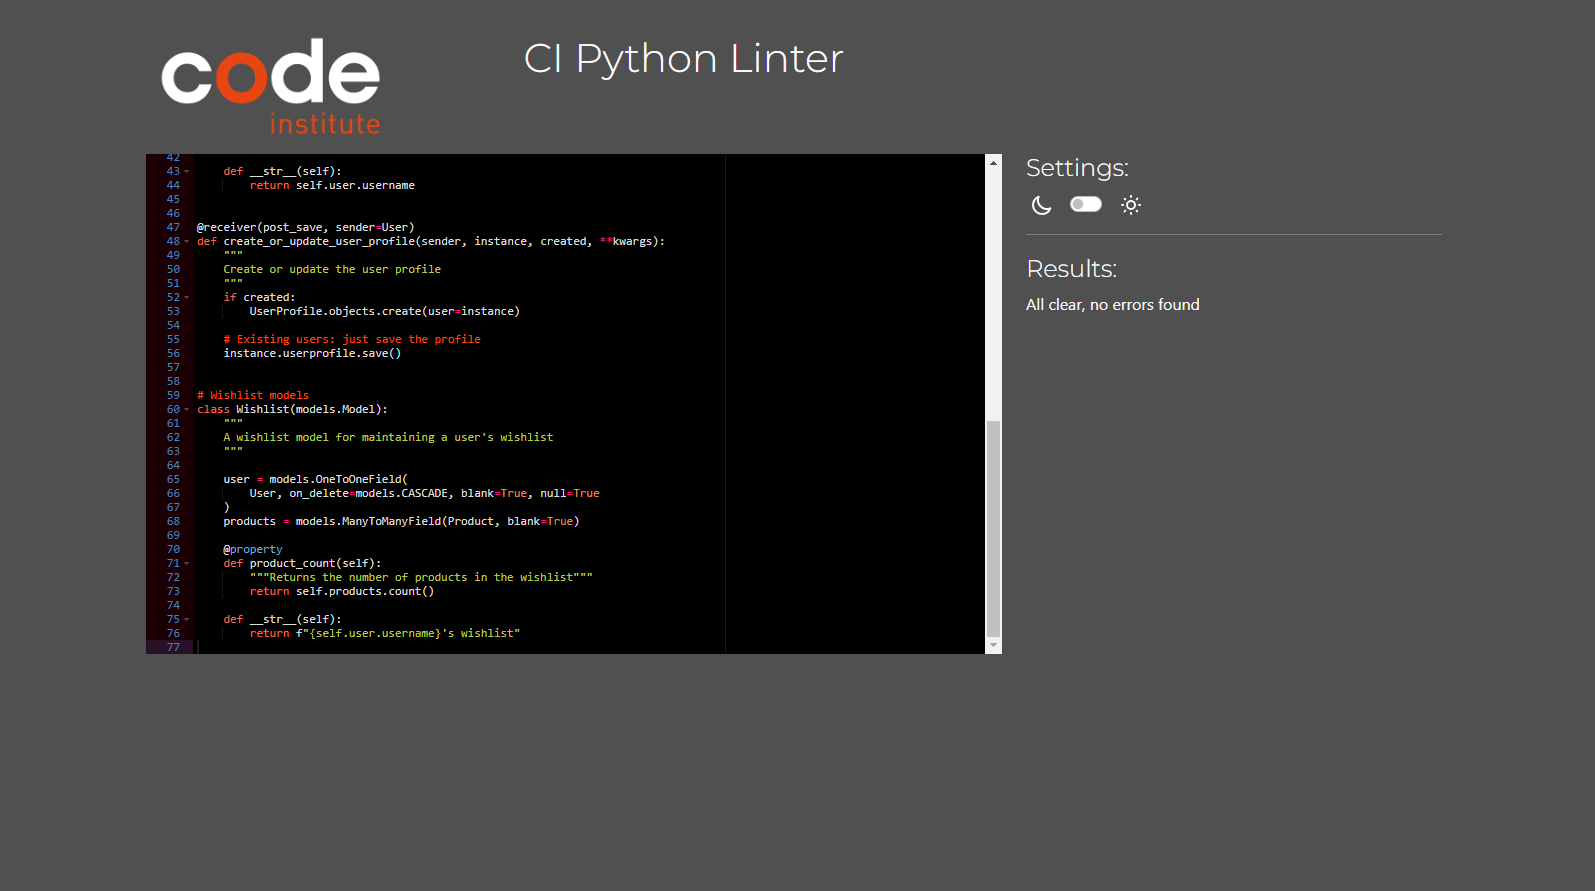 code
institute
CI Python Linter
42
43 def __str__(self):
44 return self.user.username
45
46
47 @receiver(post_save, sender=User)
48 def create_or_update_user_profile(sender, instance, created, **kwargs):
49 """
50 Create or update the user profile
51 """
52 if created:
53 UserProfile.objects.create(user=instance)
54
55 # Existing users: just save the profile
56 instance.userprofile.save()
57
58
59 # Wishlist models
60 class Wishlist(models.Model):
61 """
62 A wishlist model for maintaining a user's wishlist
63 """
64
65 user = models.OneToOneField(
66 User, on_delete=models.CASCADE, blank=True, null=True
67 )
68 products = models.ManyToManyField(Product, blank=True)
69
70 @property
71 def product_count(self):
72 """Returns the number of products in the wishlist"""
73 return self.products.count()
74
75 def __str__(self):
76 return f"{self.user.username}'s wishlist"
77
Settings:
Results:
All clear, no errors found